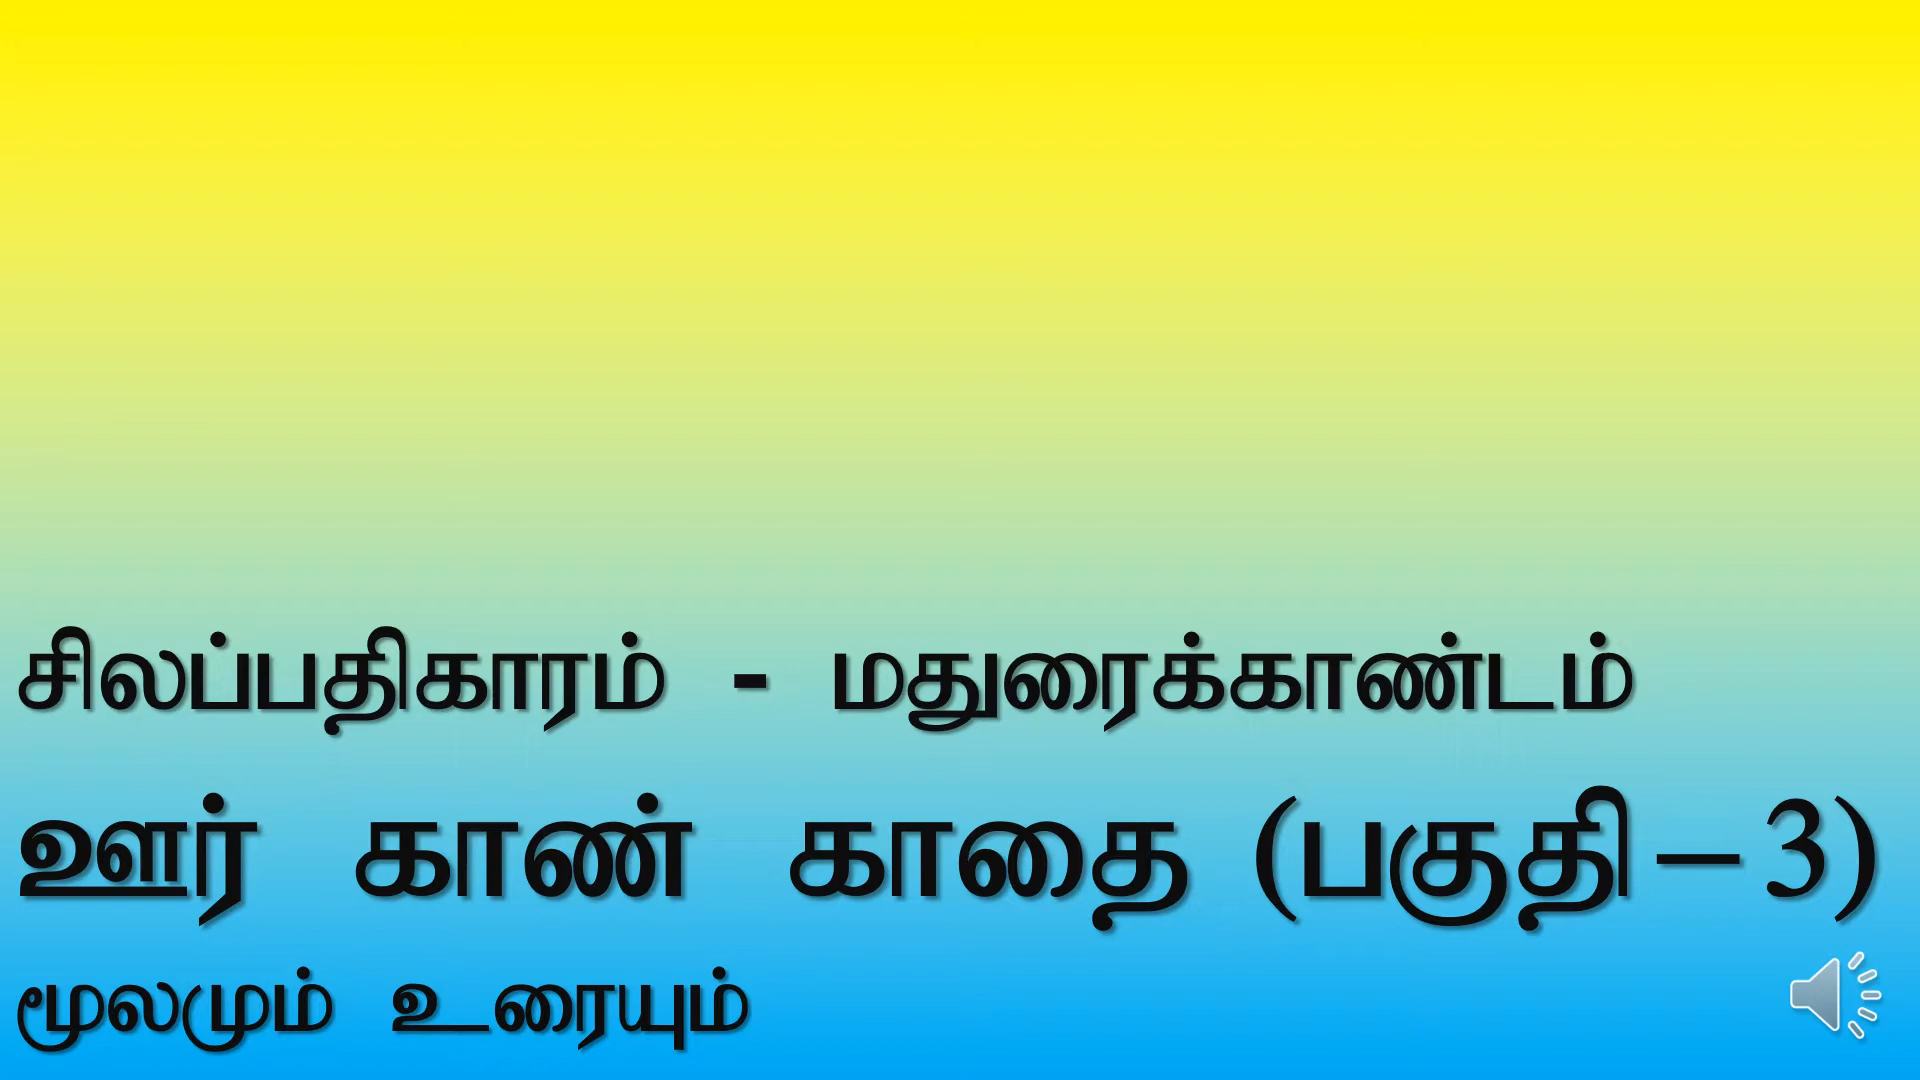 சிலப்பதிகாரம் - மதுரைக்காண்டம்
ஊர் காண் காதை (பகுதி – 3)
மூலமும் உரையும்